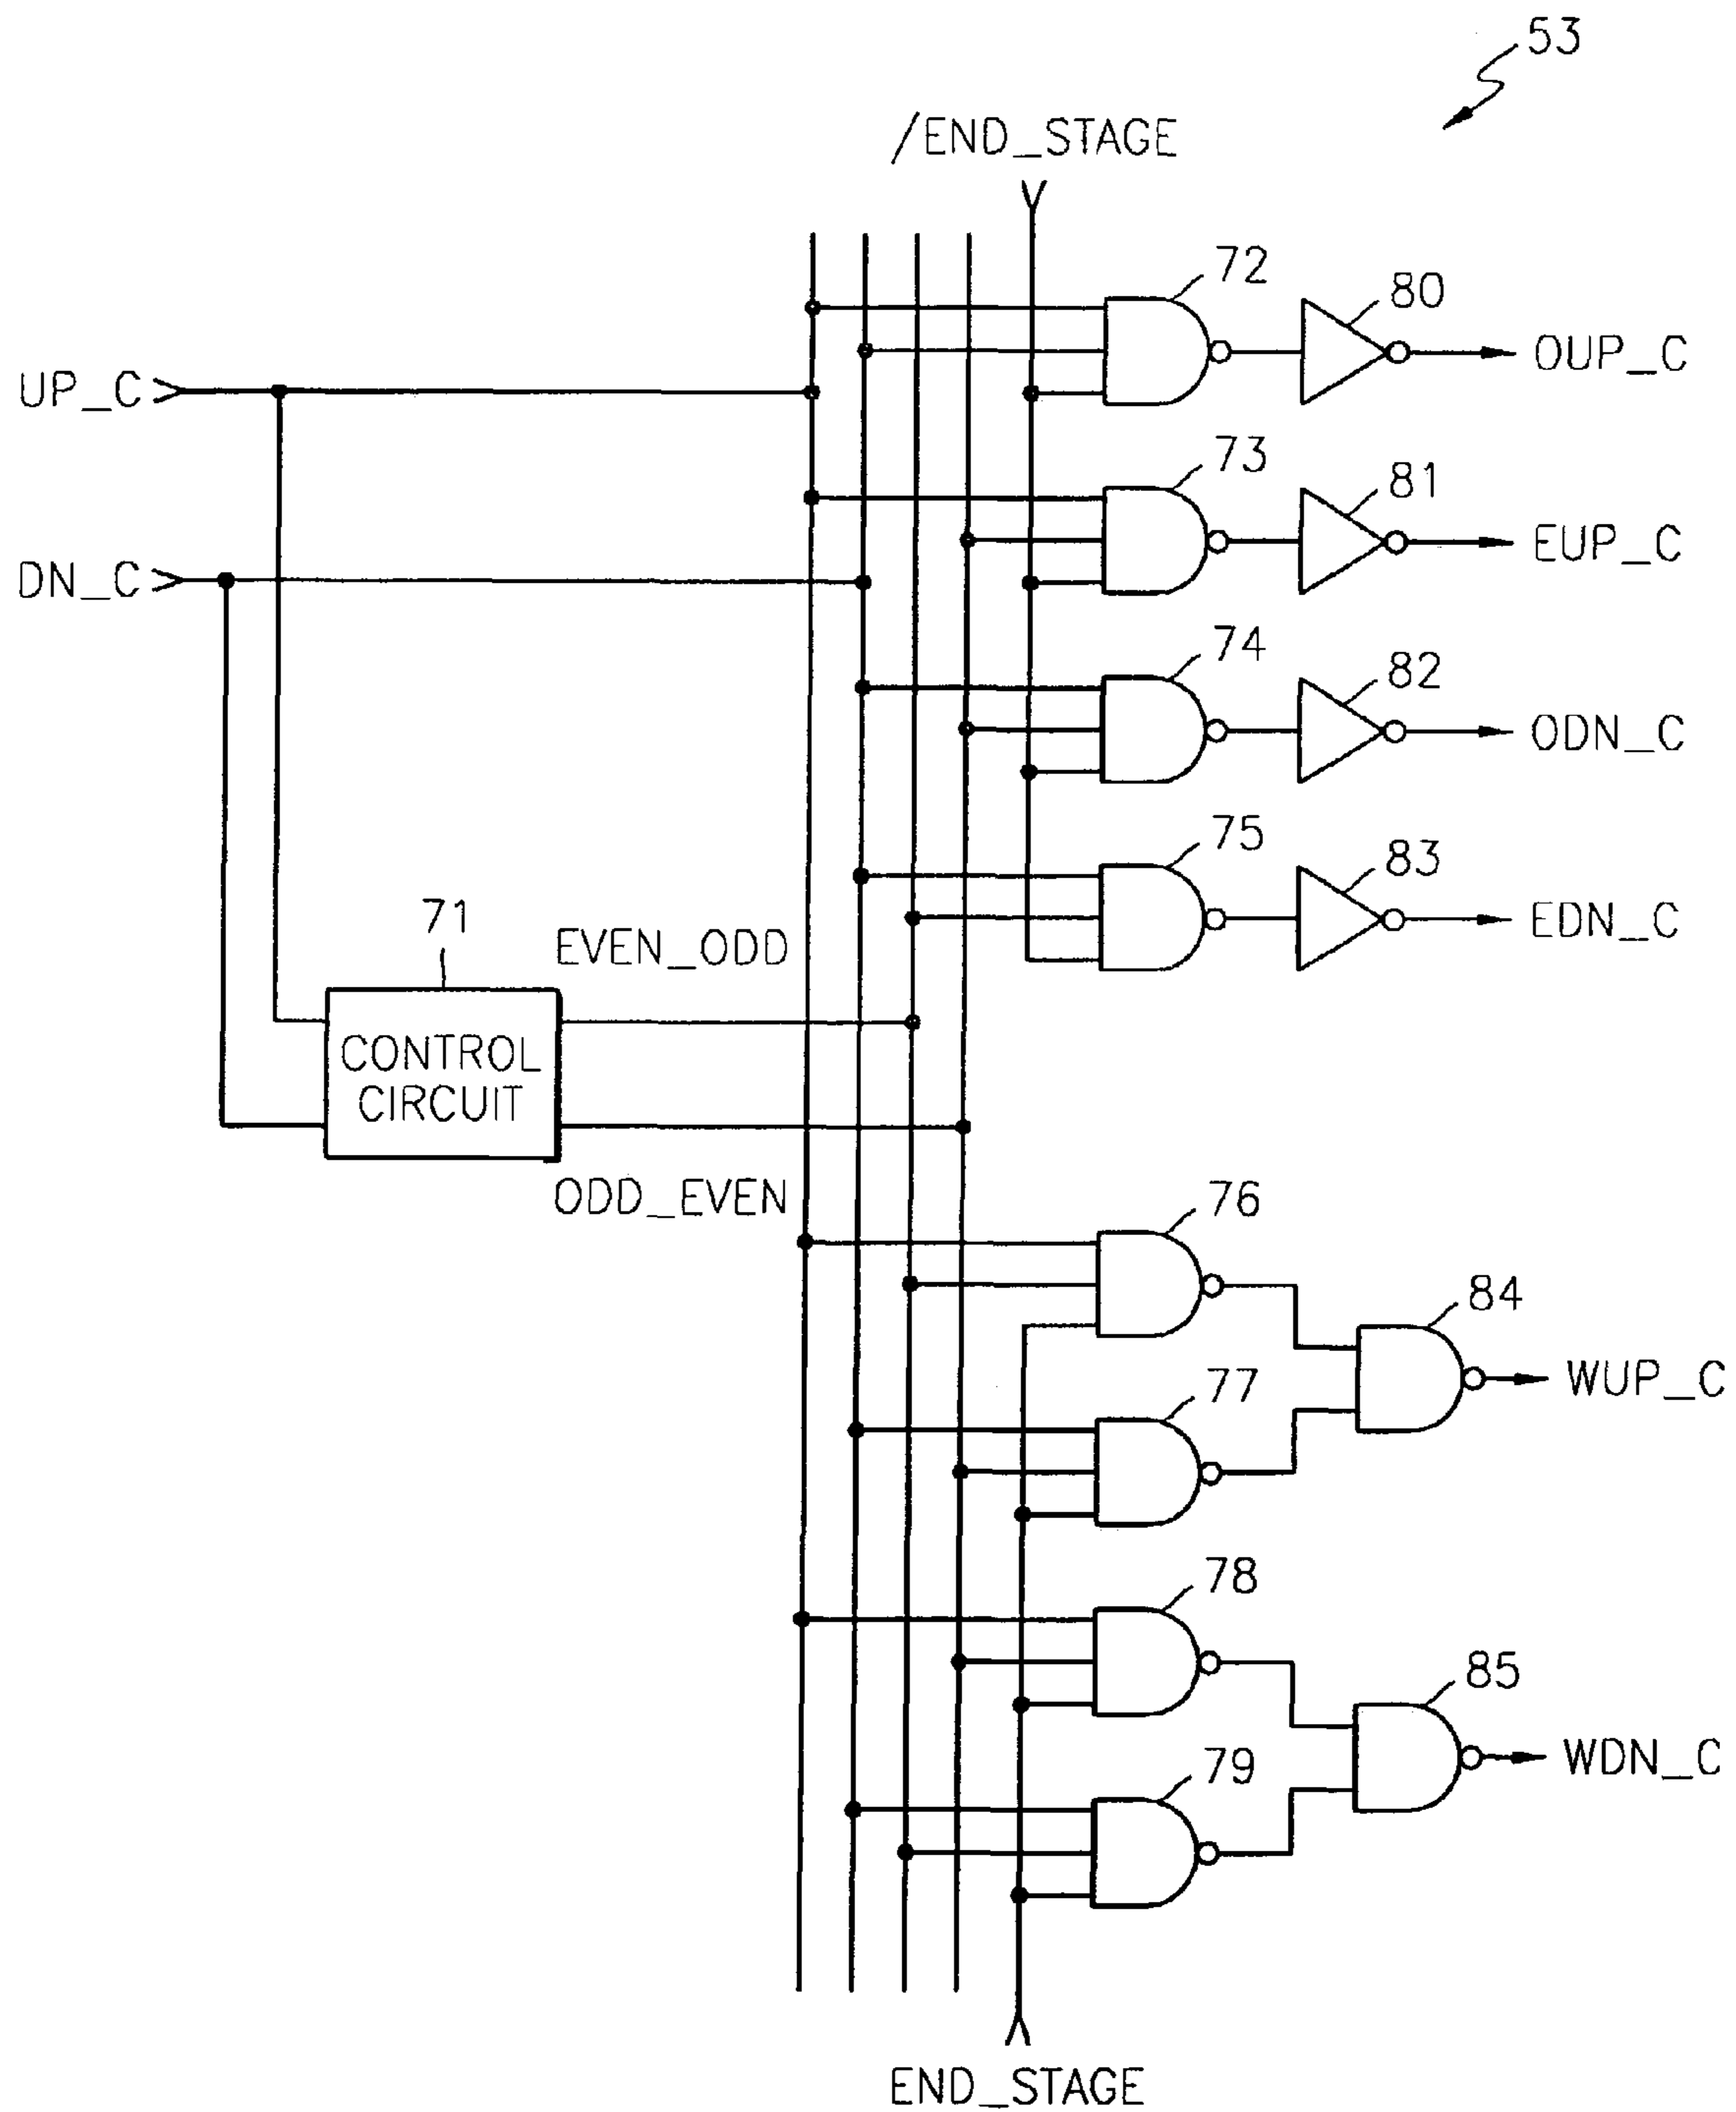 53
/END_STAGE
72
80
OUP_C
UP_C
73
81
EUP_C
DN_C
74
82
ODN_C
75
83
EDN_C
71
EVEN_ODD
CONTROL
CIRCUIT
ODD_EVEN
76
84
WUP_C
77
78
85
WDN_C
79
END_STAGE